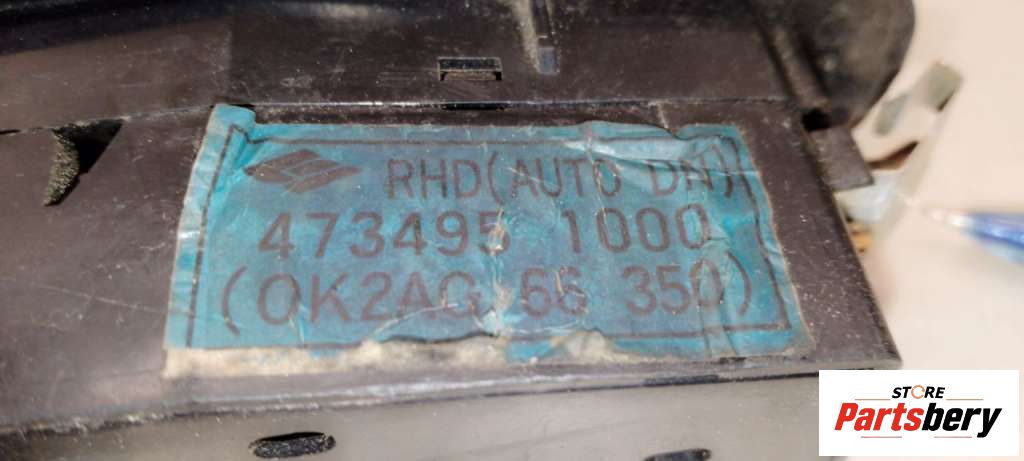 RHD(AUTO DN)
473495 1000
(OK2AG 66 350)
STORE
Partsbery